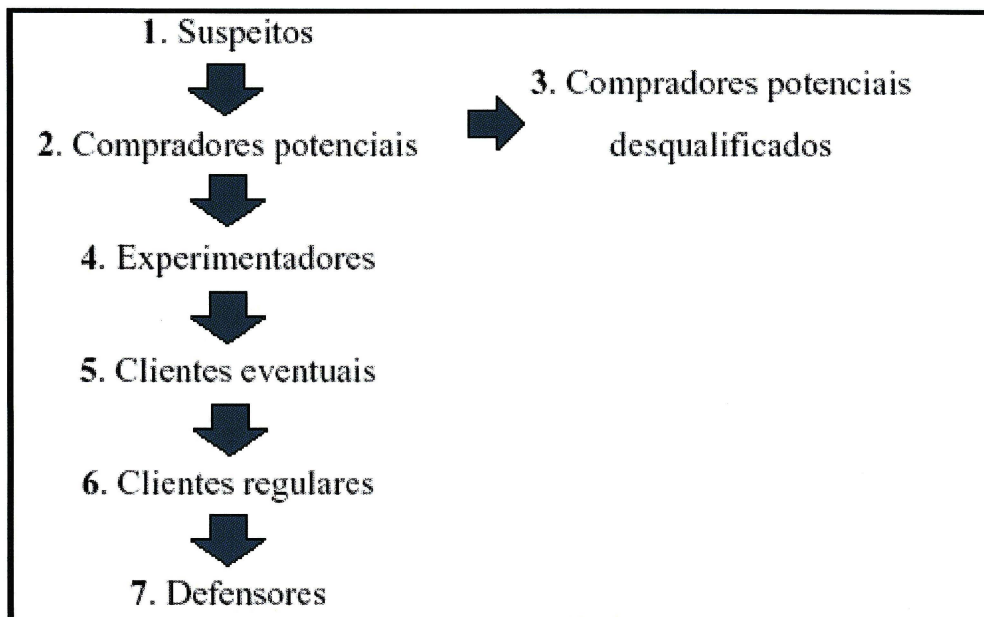 1. Suspeitos
3. Compradores potenciais
desqualificados
2. Compradores potenciais
4. Experimentadores
5. Clientes eventuais
6. Clientes regulares
7. Defensores